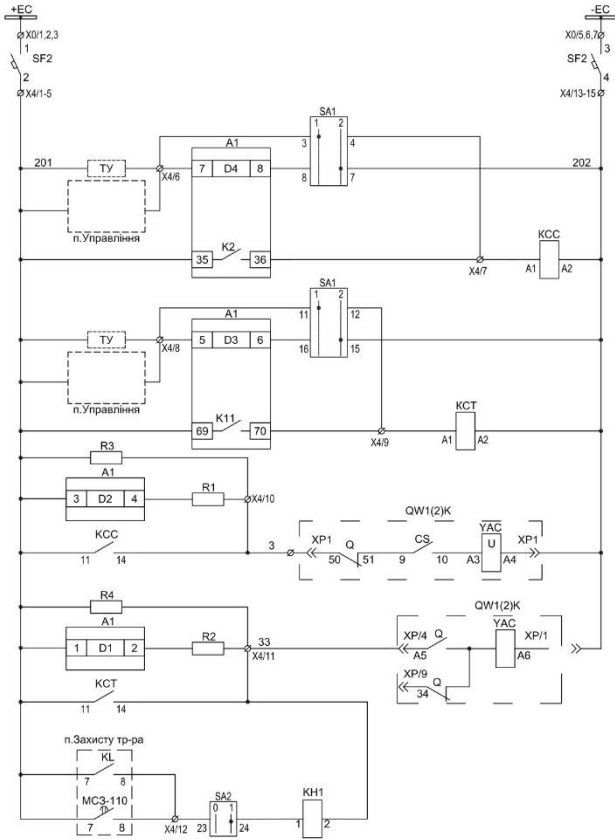 +EC -EC
X0/1,2,3 X0/5,6,7
1 3
SF2 SF2
2 4
X4/1-5 X4/13-15
SA1
1 2
A1 3 4
201 ТУ 7 D4 8 8 7 202
X4/6
п.Управління
K2 KCC
35 36 A1 A2
X4/7
SA1
1 2
A1 11 12
ТУ 5 D3 6 16 15
X4/8
п.Управління
K11 KCT
69 70 A1 A2
X4/9
R3
A1
3 D2 4 R1 X4/10
QW1(2)K
KCC XP1 Q CS YAC XP1
U
11 14 3 50 51 9 10 A3 A4
R4 QW1(2)K
A1 YAC
1 D1 2 R2 33 XP/4 Q XP/1
X4/11 A5 A6
KCT XP/9 Q
11 14 34
п.Захисту тр-ра
KL
7 8 SA2 KH1
МСЗ-110 0 1
7 8 X4/12 23 24 1 2